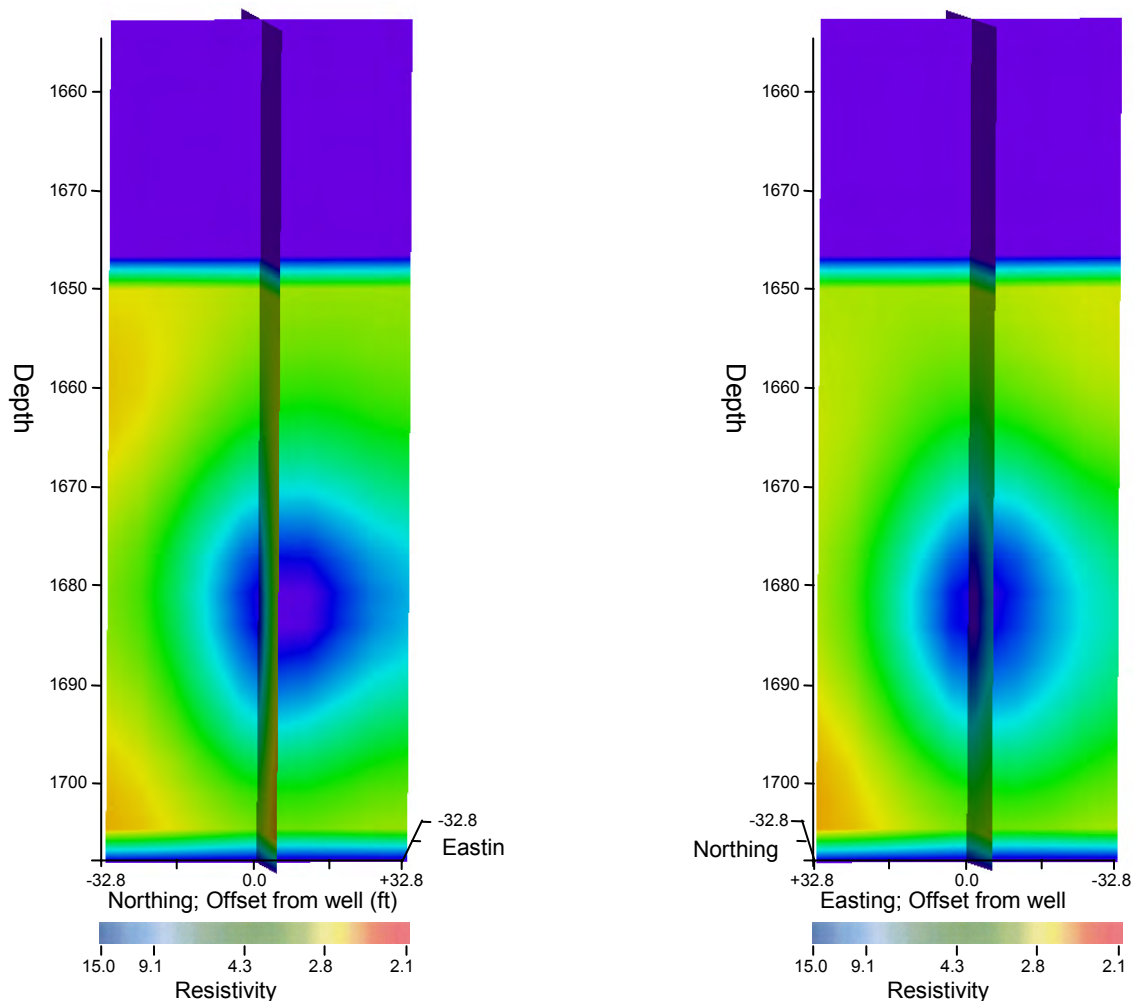 1660
1670
1650
1660
1670
1680
1690
1700
Depth
-32.8
Eastin
-32.8 0.0 +32.8
Northing; Offset from well (ft)
15.0 9.1 4.3 2.8 2.1
Resistivity
1660
1670
1650
1660
1670
1680
1690
1700
Depth
-32.8
Northing
+32.8 0.0 -32.8
Easting; Offset from well
15.0 9.1 4.3 2.8 2.1
Resistivity